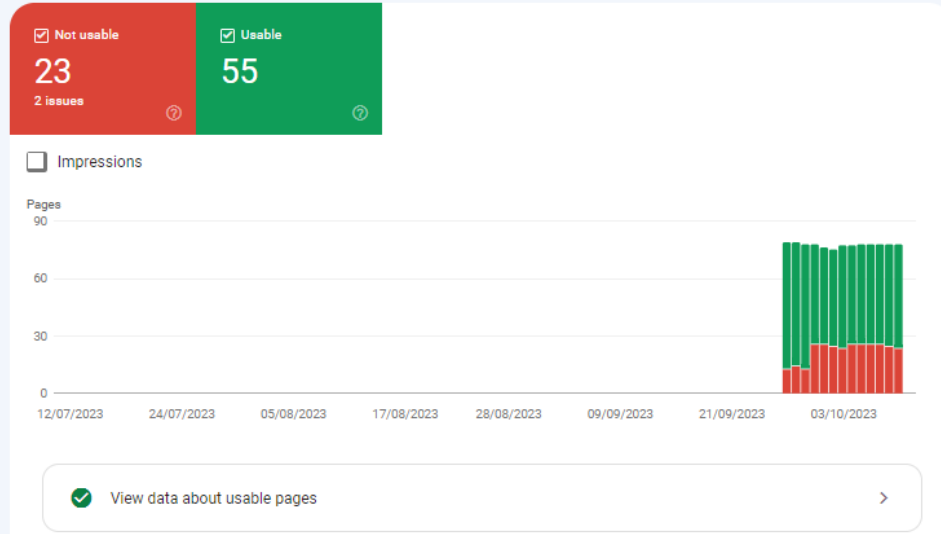 Not usable
23
2 issues
Usable
55
Impressions
Pages
90
60
30
0
12/07/2023 24/07/2023 05/08/2023 17/08/2023 28/08/2023 09/09/2023 21/09/2023 03/10/2023
View data about usable pages